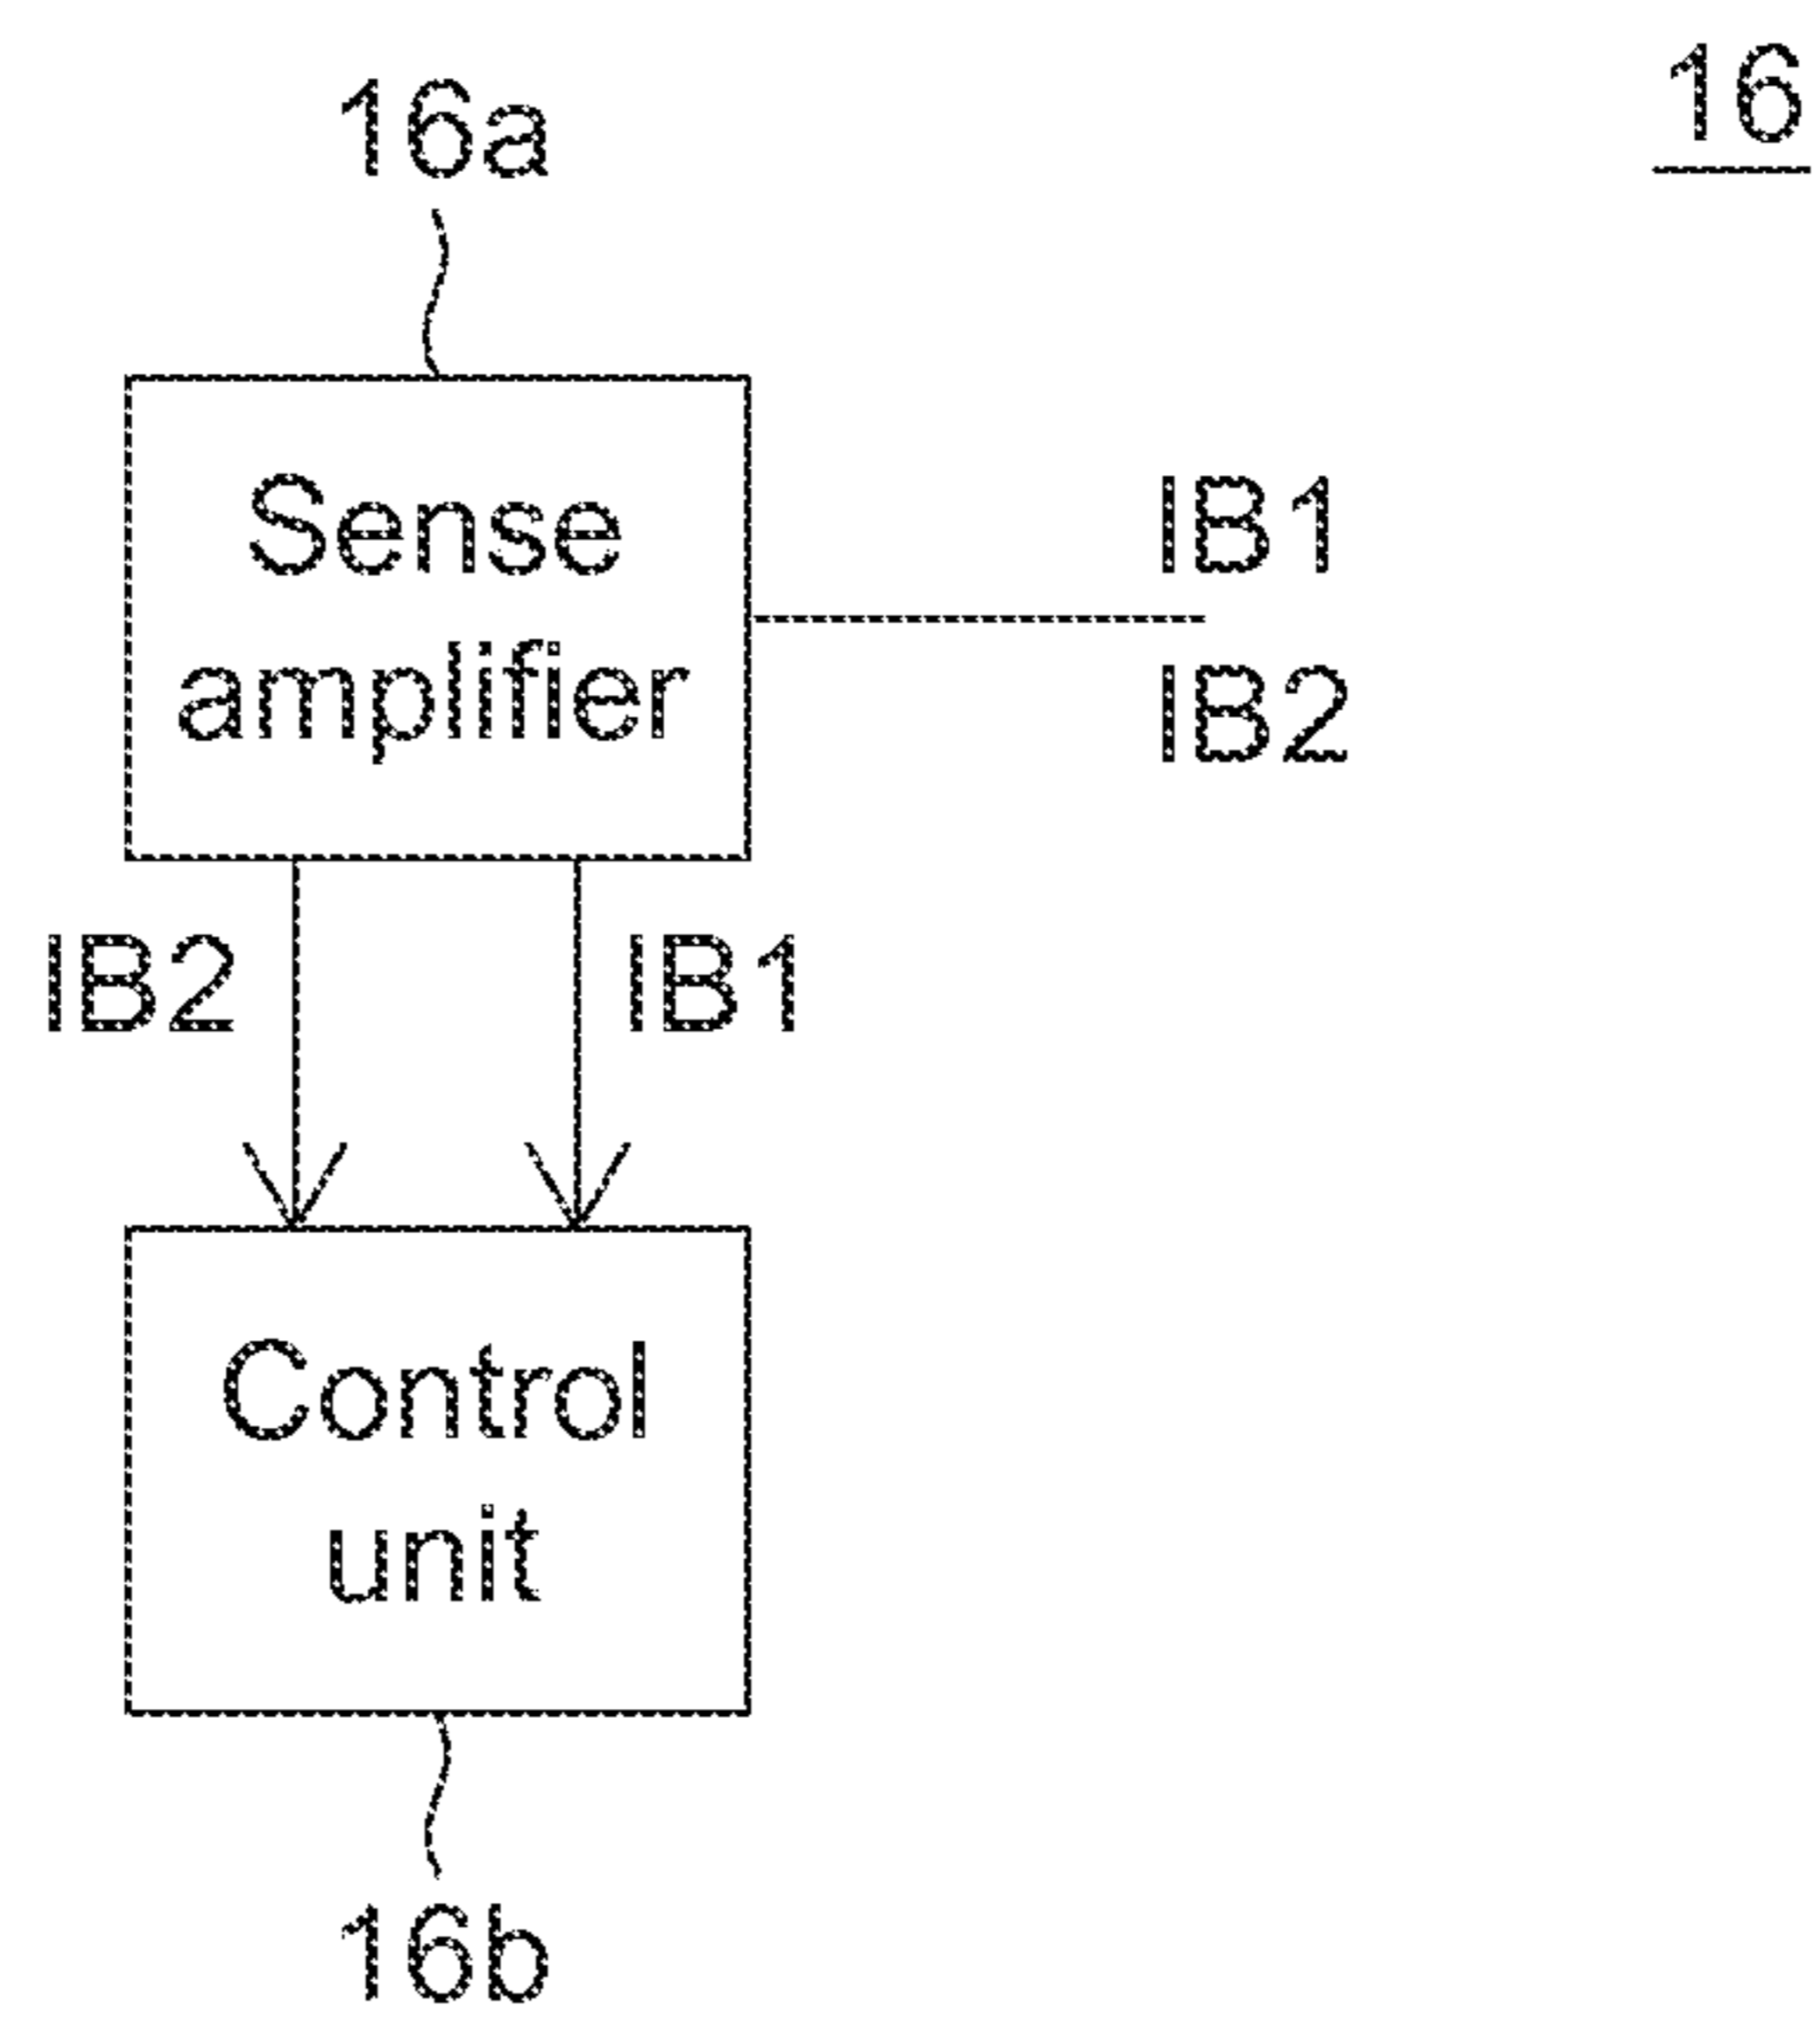 16
16a
Sense
amplifier
IB1
IB2
IB2
IB1
Control
unit
16b